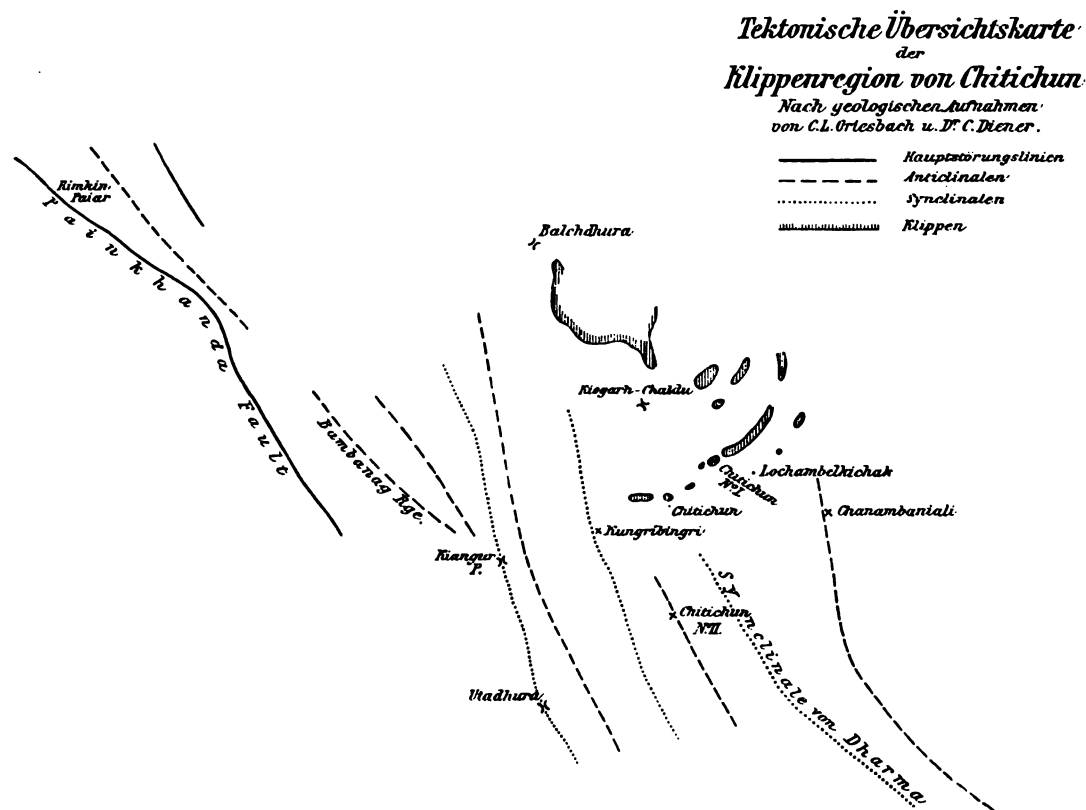 Tektonische Übersichtskarte
der
Klippenregion von Chitichun
Nach geologischen Aufnahmen
von C.L. Griesbach u. Dr. C. Diener.
Hauptstörungslinien
Anticlinalen
Synclinalen
Klippen
Rimkin-
Paiar
Painkhanda Fault
Balchdhura
Kiogarh-Chaldu
Bambanag Rge.
Chitichun
No I.
Lochambelkichak
Chitichun
Chanambaniali
Kungribingri
Kiangur
P.
Chitichun
No II.
Synclinale von Dharma
Utadhura